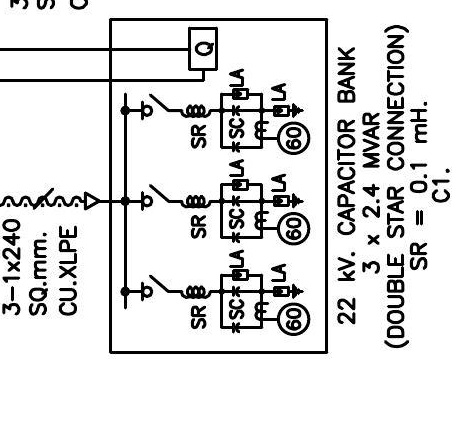 3-1x240
SQ.mm.
CU.XLPE
Q
SR
SC
LA
LA
60
SR
SC
LA
LA
60
SR
SC
LA
LA
60
22 kV. CAPACITOR BANK
3 x 2.4 MVAR
(DOUBLE STAR CONNECTION)
SR = 0.1 mH.
C1.